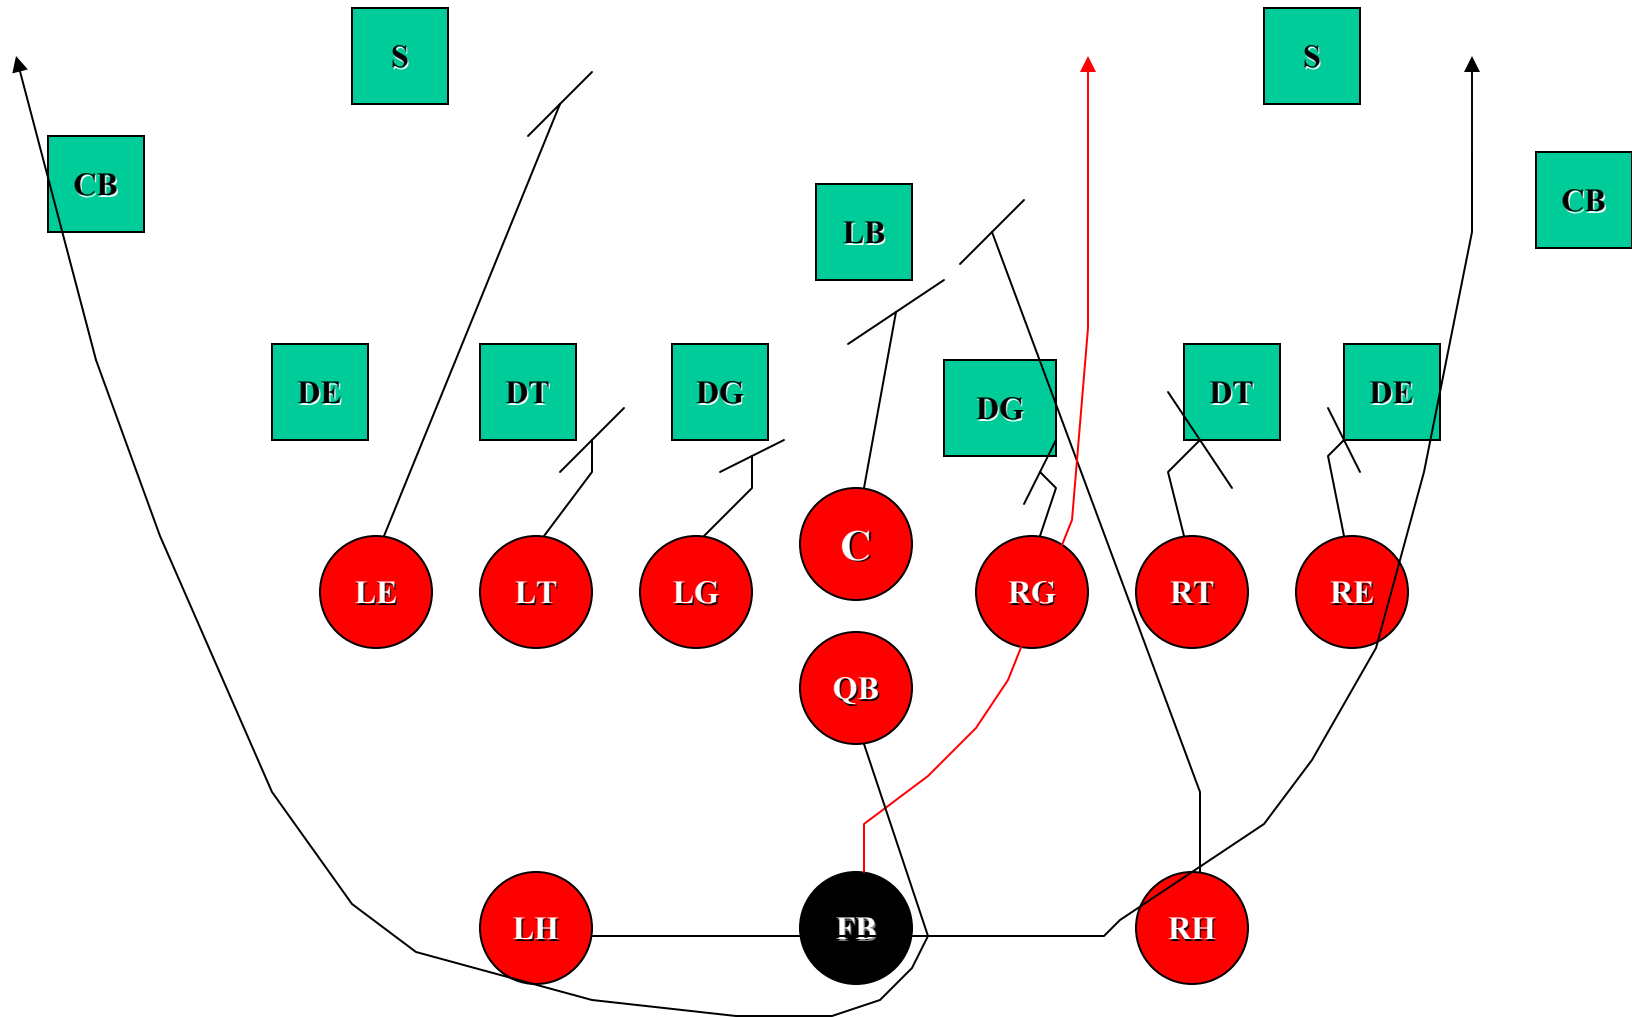 S
S
CB
CB
LB
DE
DT
DG
DG
DT
DE
C
LE
LT
LG
RG
RT
RE
QB
LH
FB
RH